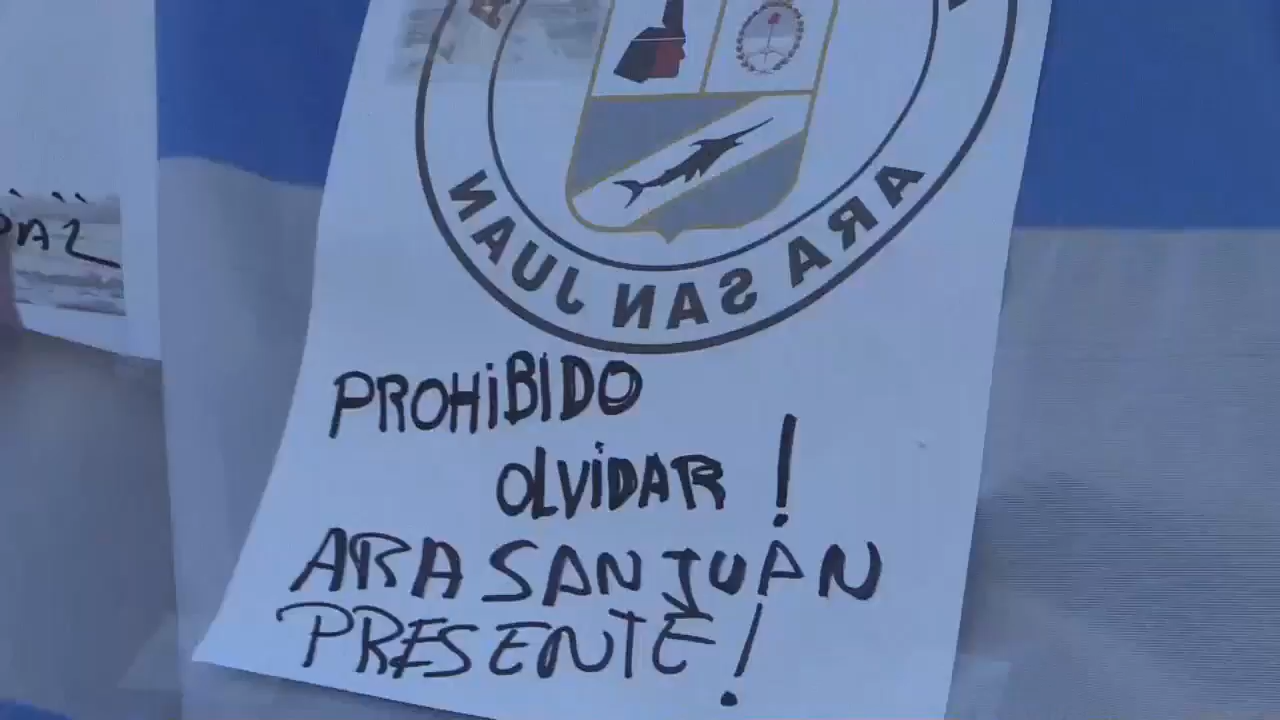 ARA SAN JUAN
PROHIBIDO
OLVIDAR!
ARA SAN JUAN
PRESENTE!